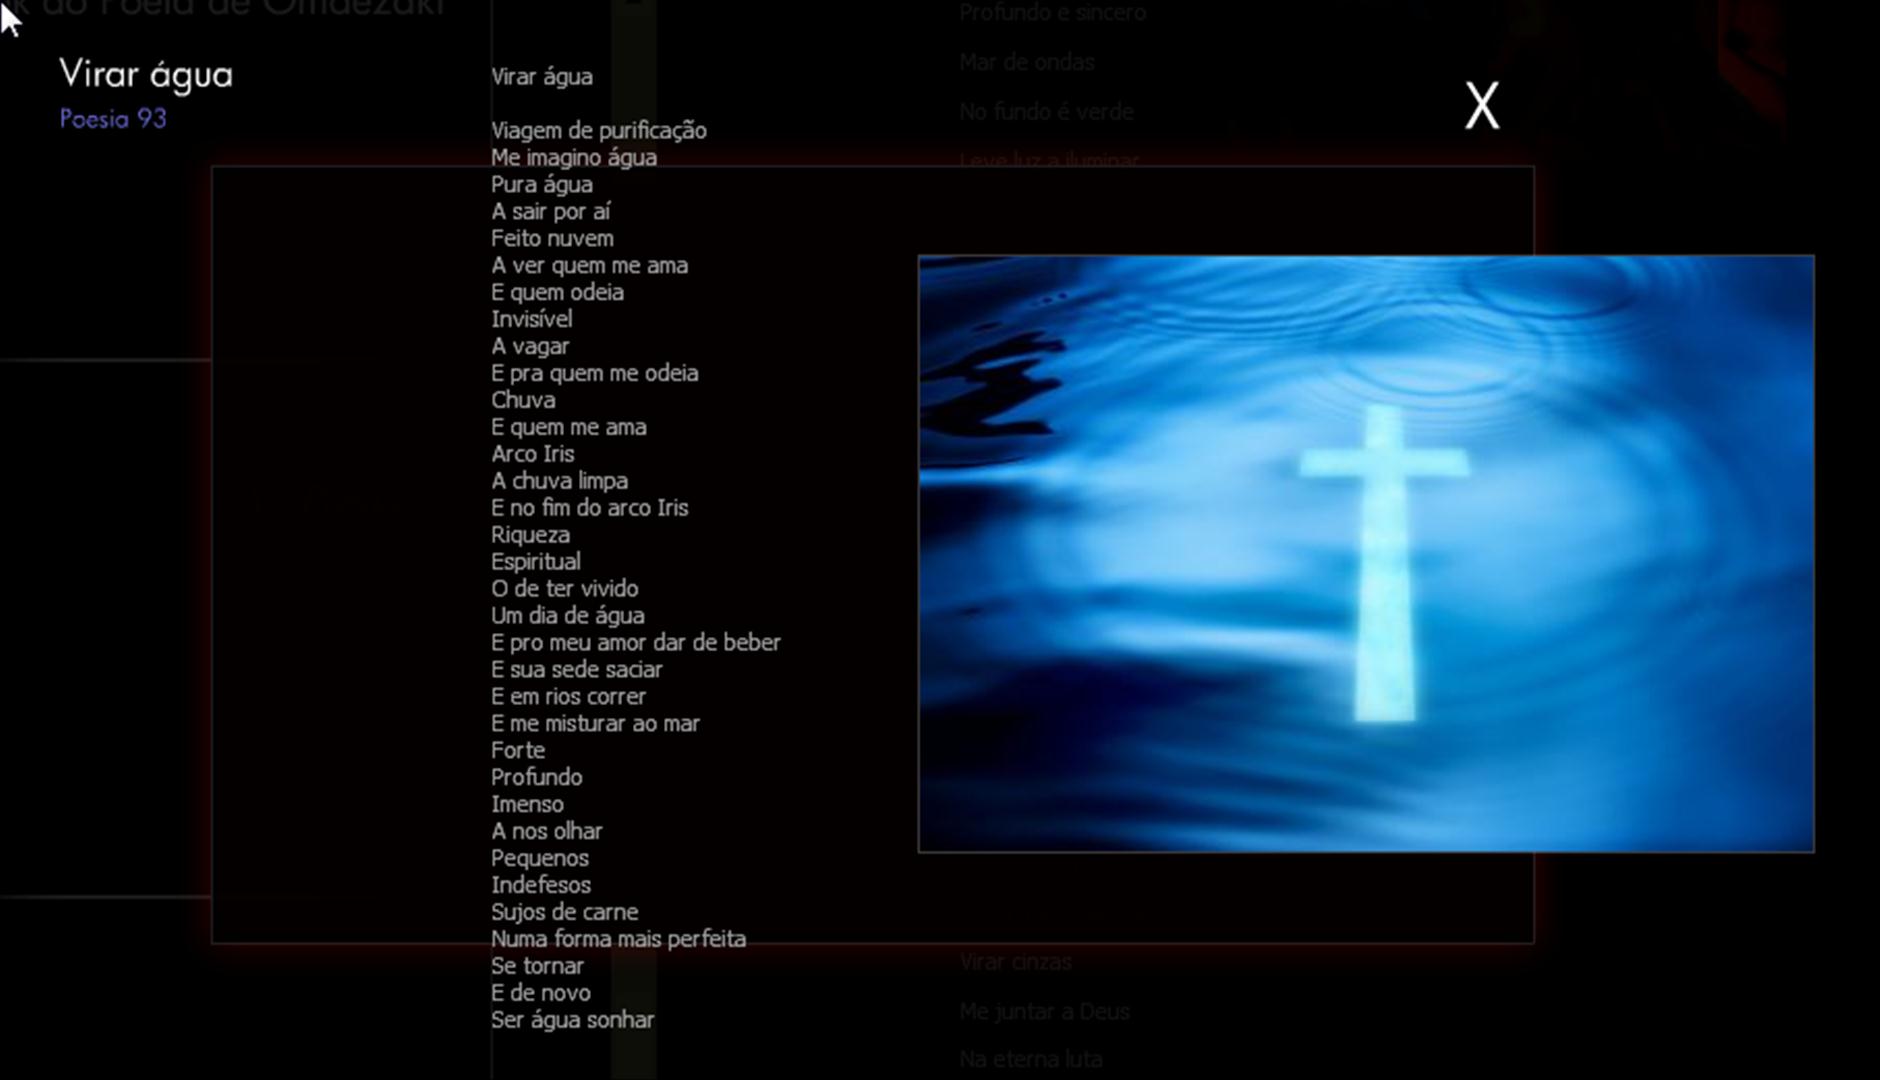 do Poeta de Omaezaki
Virar água
Poesia 93
X
Virar água
Viagem de purificação
Me imagino água
Pura água
A sair por aí
Feito nuvem
A ver quem me ama
E quem odeia
Invisível
A vagar
E pra quem me odeia
Chuva
E quem me ama
Arco Iris
A chuva limpa
E no fim do arco Iris
Riqueza
Espiritual
O de ter vivido
Um dia de água
E pro meu amor dar de beber
E sua sede saciar
E em rios correr
E me misturar ao mar
Forte
Profundo
Imenso
A nos olhar
Pequenos
Indefesos
Sujos de carne
Numa forma mais perfeita
Se tornar
E de novo
Ser água sonhar
Profundo e sincero
Mar de ondas
No fundo é verde
Leve luz a iluminar
Virar cinzas
Me juntar a Deus
Na eterna luta